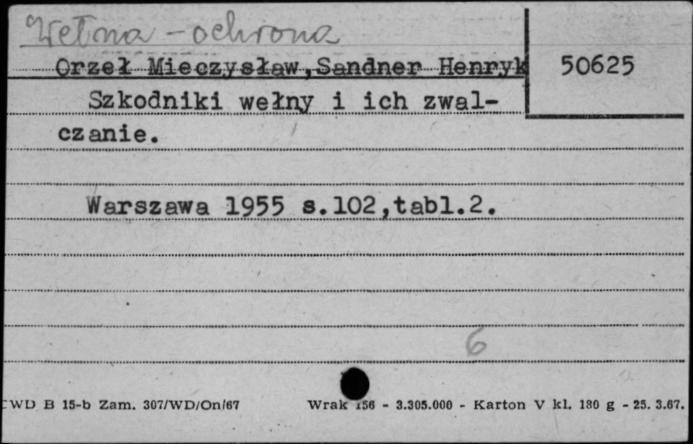 Wełna - ochrona
Orzeł Mieczysław,Sandner Henryk
50625
Szkodniki wełny i ich zwal-
czanie.
Warszawa 1955 s.102,tabl.2.
6
CWD B 15-b Zam. 307/WD/On/67 Wrak 156 - 3.305.000 - Karton V kl. 180 g - 25. 3.67.